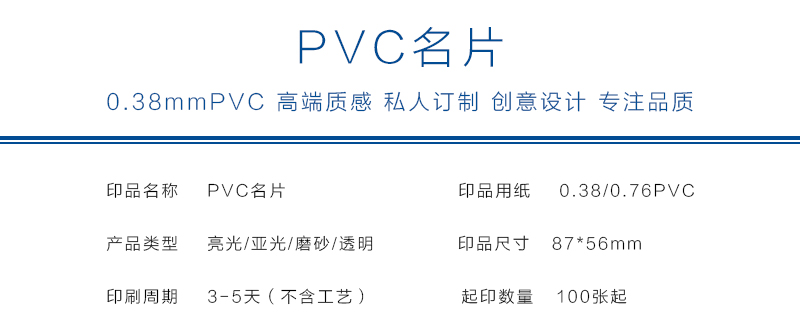 PVC名片
0.38mmPVC 高端质感 私人订制 创意设计 专注品质
印品名称 PVC名片 印品用纸 0.38/0.76PVC
产品类型 亮光/亚光/磨砂/透明 印品尺寸 87*56mm
印刷周期 3-5天（不含工艺） 起印数量 100张起